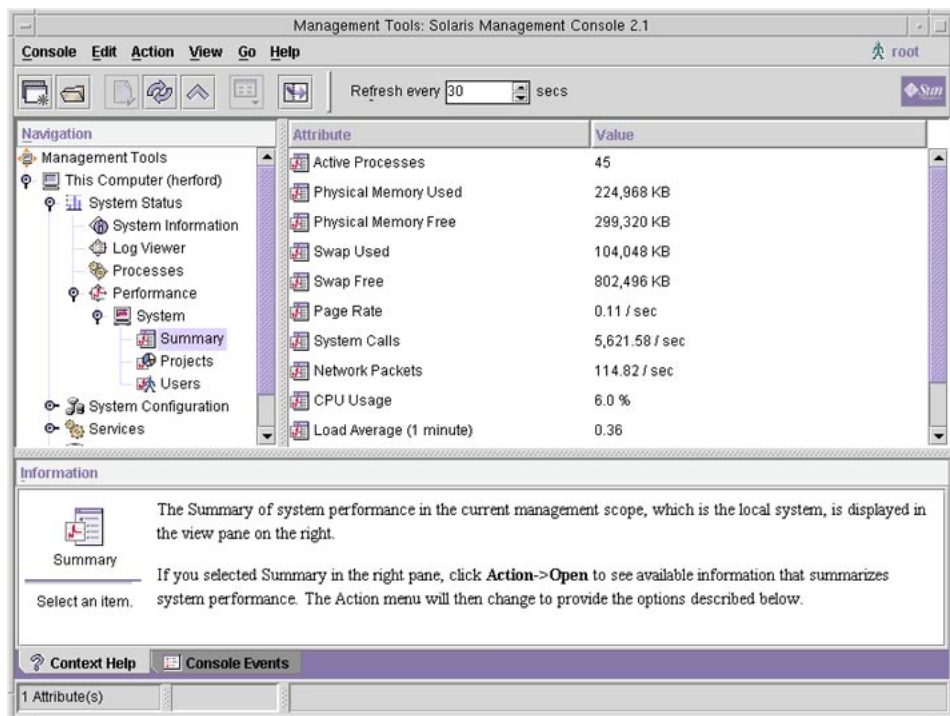 Management Tools: Solaris Management Console 2.1
Console Edit Action View Go Help
root
Refresh every 30 secs
Sun
Navigation
Management Tools
This Computer (herford)
System Status
System Information
Log Viewer
Processes
Performance
System
Summary
Projects
Users
System Configuration
Services
Attribute Value
Active Processes 45
Physical Memory Used 224,968 KB
Physical Memory Free 299,320 KB
Swap Used 104,048 KB
Swap Free 802,496 KB
Page Rate 0.11 / sec
System Calls 5,621.58 / sec
Network Packets 114.82 / sec
CPU Usage 6.0 %
Load Average (1 minute) 0.36
Information
Summary
Select an item.
The Summary of system performance in the current management scope, which is the local system, is displayed in
the view pane on the right.
If you selected Summary in the right pane, click Action->Open to see available information that summarizes
system performance. The Action menu will then change to provide the options described below.
Context Help
Console Events
1 Attribute(s)